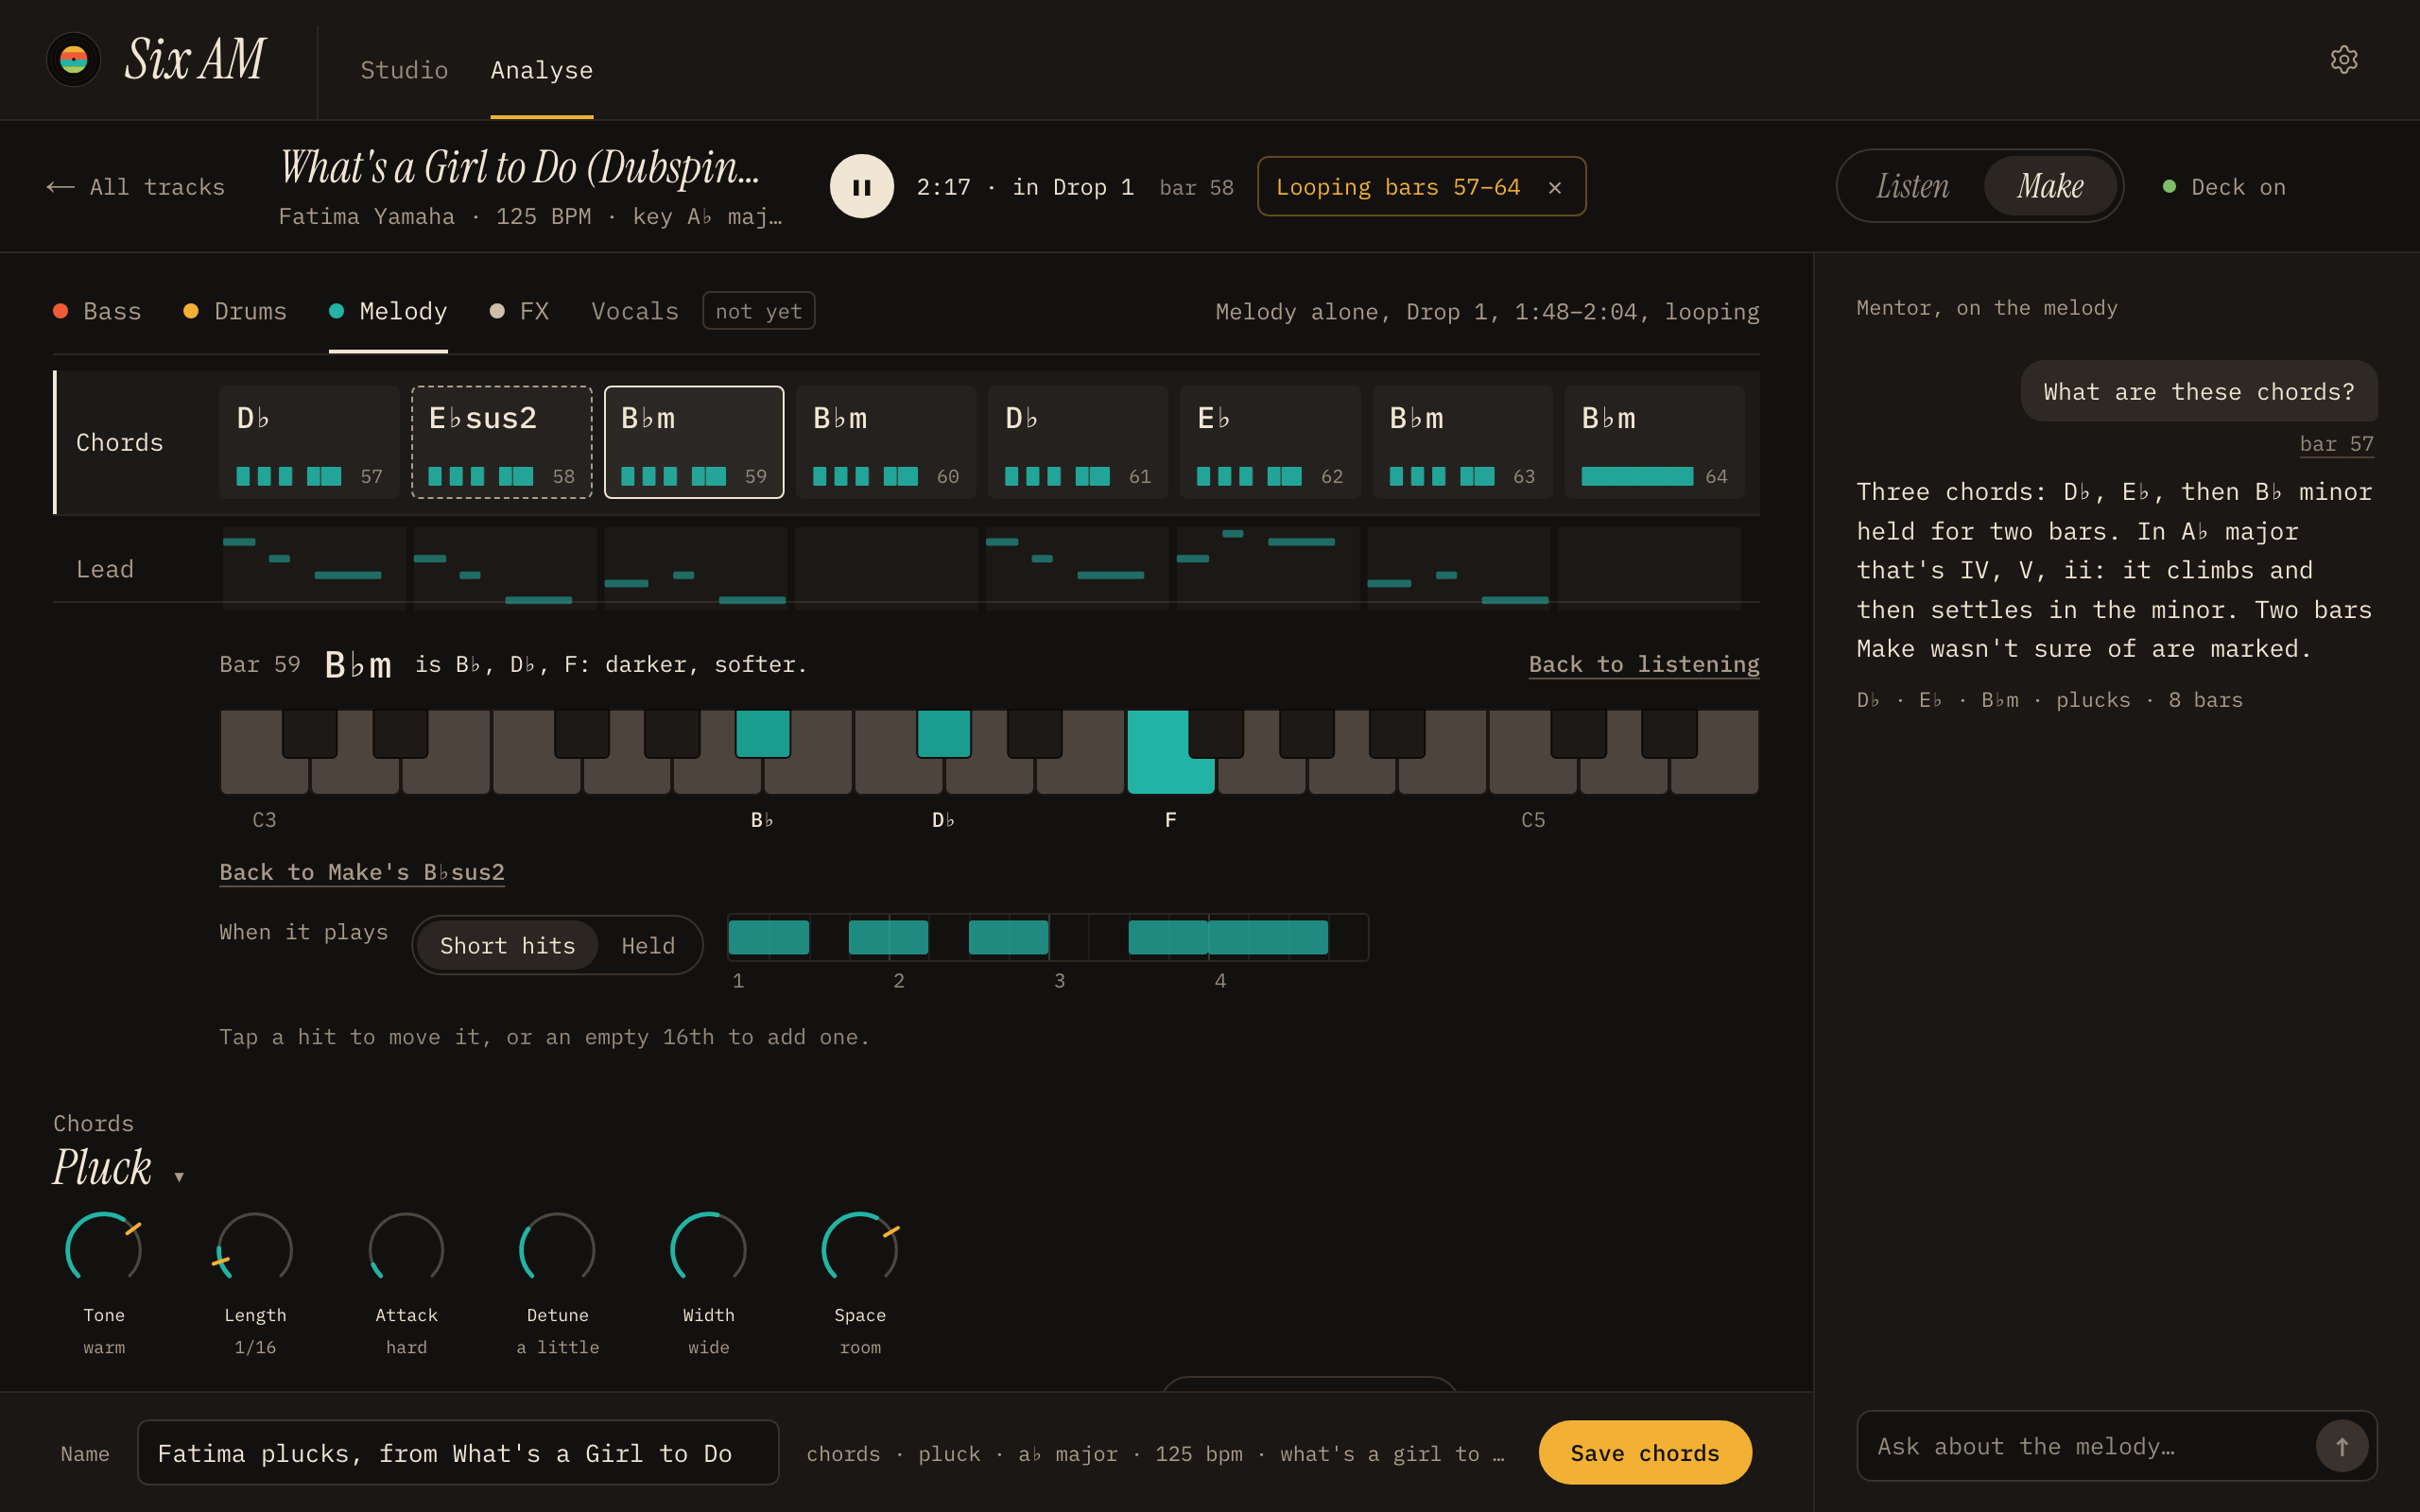 Six AM
Studio
Analyse
← All tracks
What's a Girl to Do (Dubspin…
Fatima Yamaha · 125 BPM · key A♭ maj…
2:17 · in Drop 1 bar 58
Looping bars 57–64 ×
Listen
Make
Deck on
Bass
Drums
Melody
FX
Vocals not yet
Melody alone, Drop 1, 1:48–2:04, looping
Chords
D♭
57
E♭sus2
58
B♭m
59
B♭m
60
D♭
61
E♭
62
B♭m
63
B♭m
64
Lead
Bar 59 B♭m is B♭, D♭, F: darker, softer.
Back to listening
C3
B♭
D♭
F
C5
Back to Make's B♭sus2
When it plays
Short hits
Held
1 2 3 4
Tap a hit to move it, or an empty 16th to add one.
Chords
Pluck ▾
Tone
warm
Length
1/16
Attack
hard
Detune
a little
Width
wide
Space
room
Name
Fatima plucks, from What's a Girl to Do
chords · pluck · a♭ major · 125 bpm · what's a girl to …
Save chords
Mentor, on the melody
What are these chords?
bar 57
Three chords: D♭, E♭, then B♭ minor
held for two bars. In A♭ major
that's IV, V, ii: it climbs and
then settles in the minor. Two bars
Make wasn't sure of are marked.
D♭ · E♭ · B♭m · plucks · 8 bars
Ask about the melody…
↑